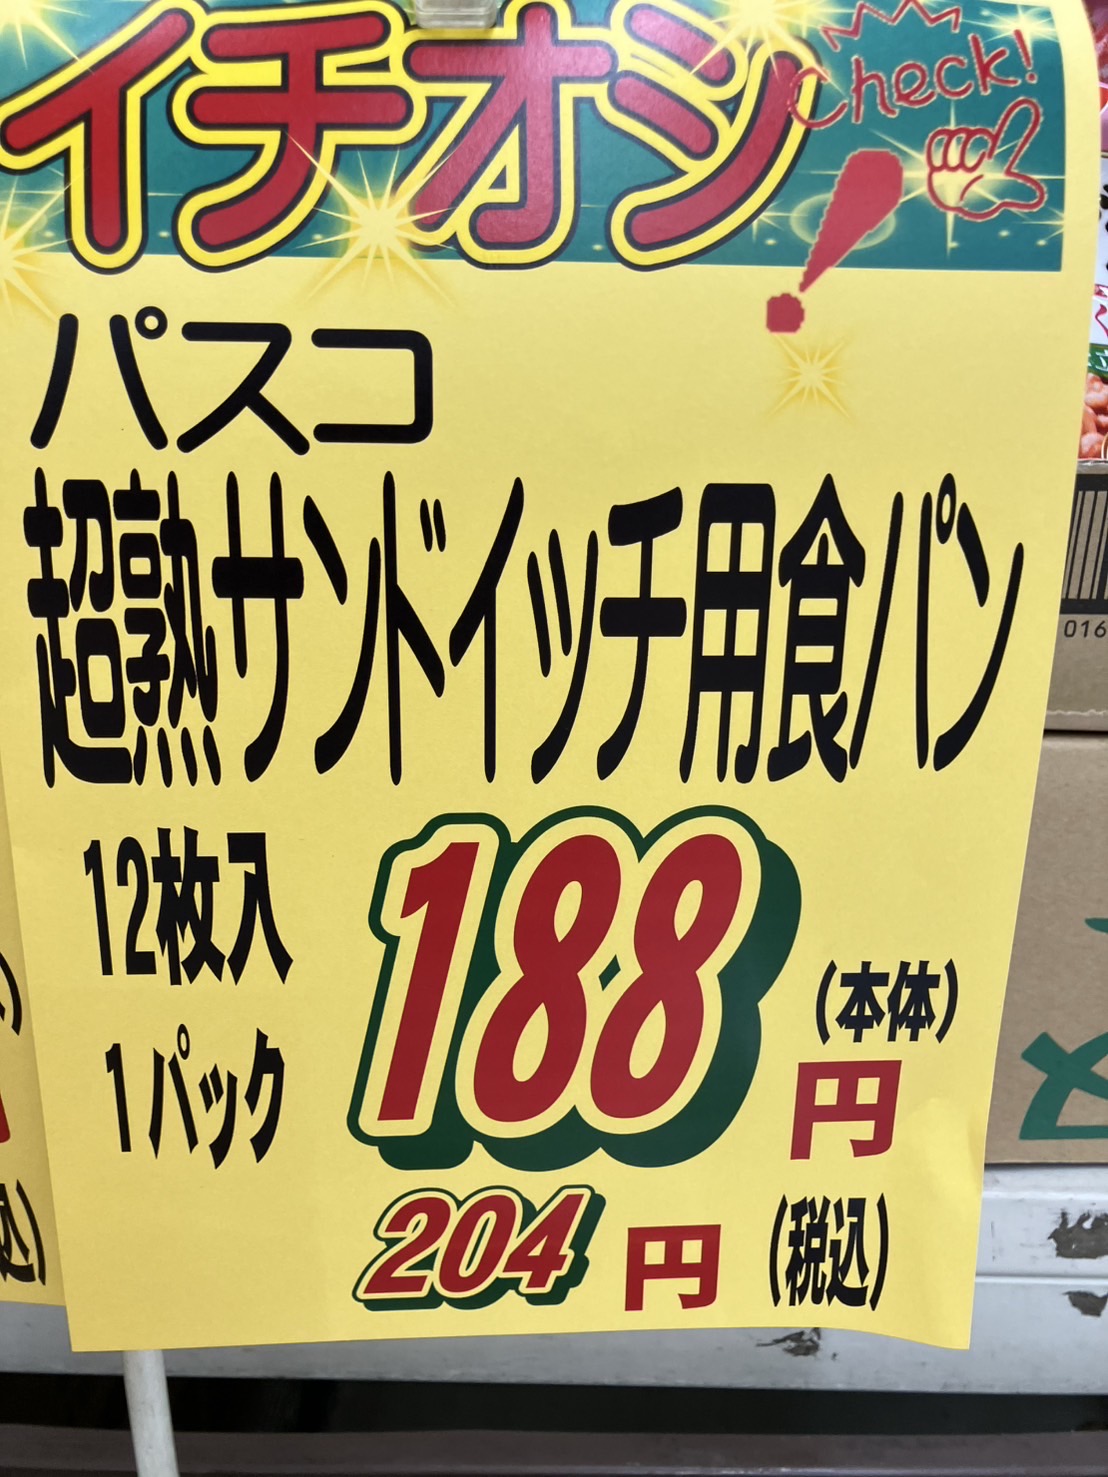 イチオシ
Check!
パスコ
超熟サンドイッチ用食パン
12枚入
1パック
188
(本体)
円
204円(税込)
016